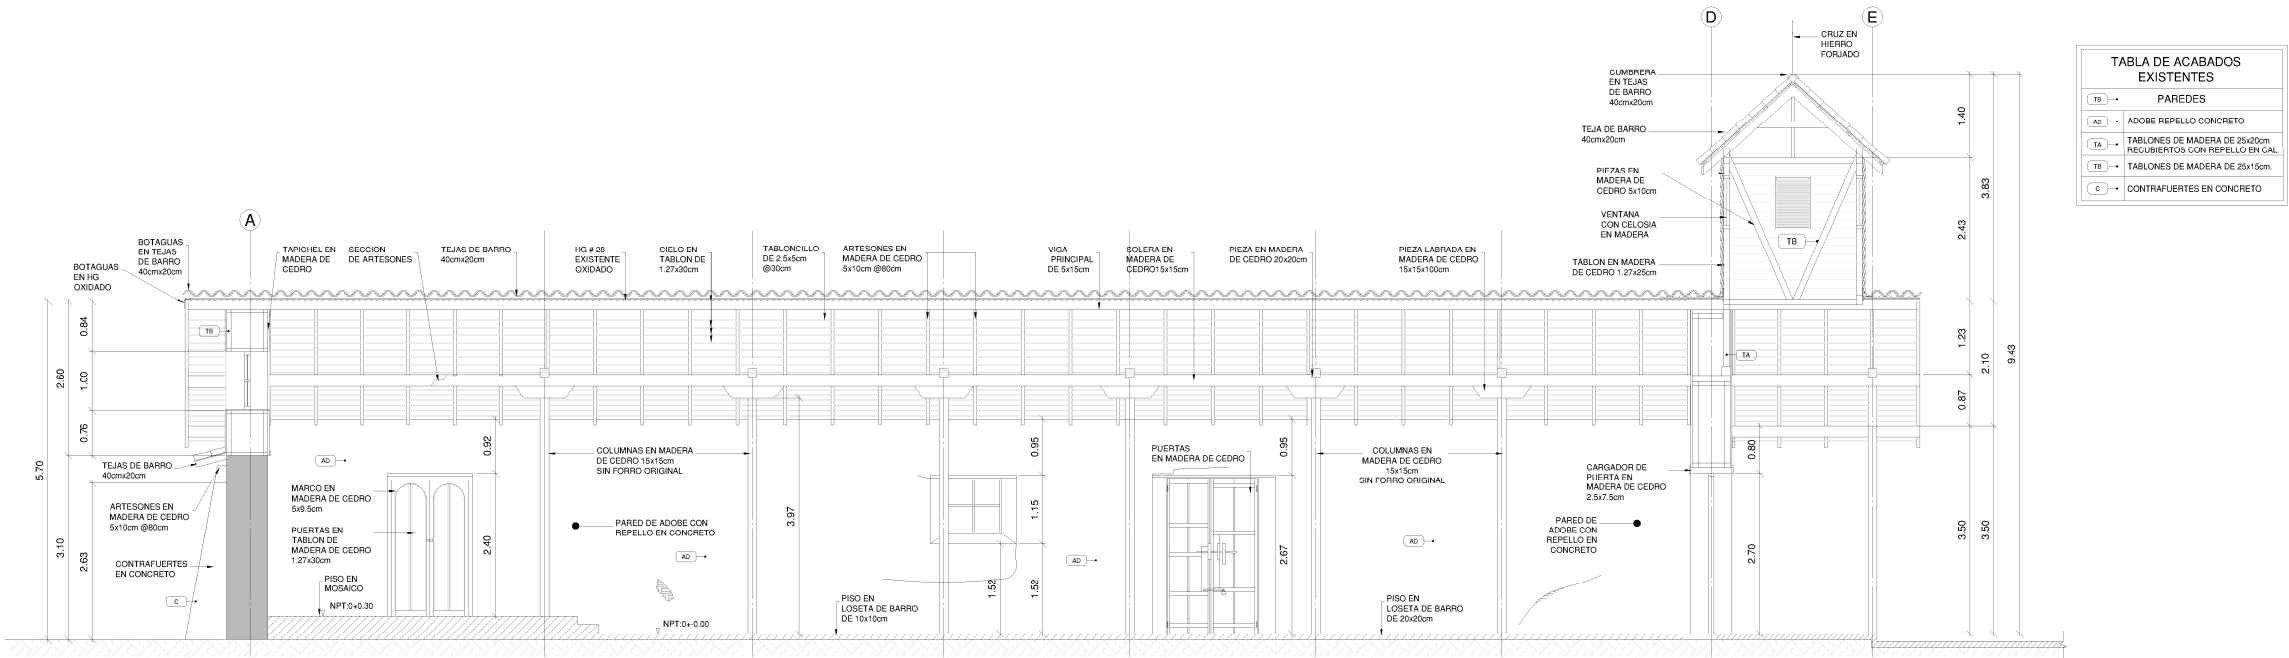 D
E
CRUZ EN
HIERRO
FORJADO
CUMBRERA
EN TEJAS
DE BARRO
40cmx20cm
TEJA DE BARRO
40cmx20cm
PIEZAS EN
MADERA DE
CEDRO 5x10cm
VENTANA
CON CELOSIA
EN MADERA
TB
TABLON EN MADERA
DE CEDRO 1.27x25cm
1.40
2.43
3.83
1.23
2.10
9.43
0.87
3.50
3.50
TABLA DE ACABADOS
EXISTENTES
TB
PAREDES
AD
ADOBE REPELLO CONCRETO
TA
TABLONES DE MADERA DE 25x20cm
RECUBIERTOS CON REPELLO EN CAL.
TB
TABLONES DE MADERA DE 25x15cm.
C
CONTRAFUERTES EN CONCRETO
A
BOTAGUAS
EN TEJAS
DE BARRO
40cmx20cm
BOTAGUAS
EN HG
OXIDADO
TAPICHEL EN
MADERA DE
CEDRO
SECCION
DE ARTESONES
TEJAS DE BARRO
40cmx20cm
HG # 28
EXISTENTE
OXIDADO
CIELO EN
TABLON DE
1.27x30cm
TABLONCILLO
DE 2.5x5cm
@30cm
ARTESONES EN
MADERA DE CEDRO
5x10cm @80cm
VIGA
PRINCIPAL
DE 5x15cm
SOLERA EN
MADERA DE
CEDRO15x15cm
PIEZA EN MADERA
DE CEDRO 20x20cm
PIEZA LABRADA EN
MADERA DE CEDRO
15x15x100cm
TB
TA
0.84
1.00
0.76
2.60
5.70
3.10
2.63
TEJAS DE BARRO
40cmx20cm
ARTESONES EN
MADERA DE CEDRO
5x10cm @80cm
CONTRAFUERTES
EN CONCRETO
C
AD
MARCO EN
MADERA DE CEDRO
5x9.5cm
PUERTAS EN
TABLON DE
MADERA DE CEDRO
1.27x30cm
PISO EN
MOSAICO
NPT:0+0.30
0.92
2.40
COLUMNAS EN MADERA
DE CEDRO 15x15cm
SIN FORRO ORIGINAL
PARED DE ADOBE CON
REPELLO EN CONCRETO
AD
NPT:0+-0.00
3.97
PISO EN
LOSETA DE BARRO
DE 10x10cm
0.95
1.15
1.52
1.52
AD
PUERTAS
EN MADERA DE CEDRO
0.95
2.67
COLUMNAS EN
MADERA DE CEDRO
15x15cm
SIN FORRO ORIGINAL
AD
PISO EN
LOSETA DE BARRO
DE 20x20cm
CARGADOR DE
PUERTA EN
MADERA DE CEDRO
2.5x7.5cm
PARED DE
ADOBE CON
REPELLO EN
CONCRETO
0.80
2.70